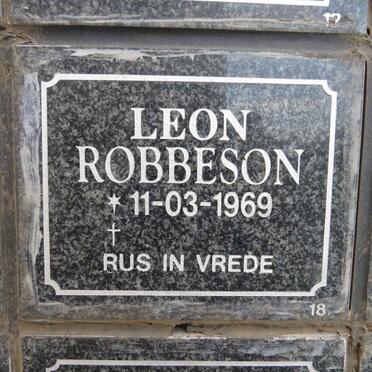 LEON
ROBBESON
* 11-03-1969
†
RUS IN VREDE
18